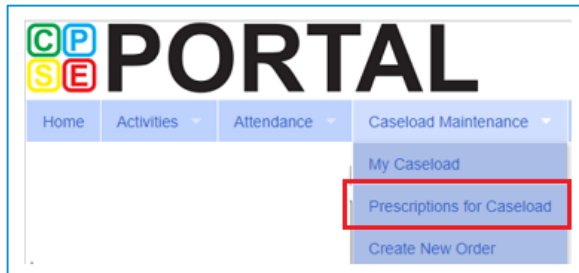 CP
SE PORTAL
Home Activities Attendance Caseload Maintenance
My Caseload
Prescriptions for Caseload
Create New Order